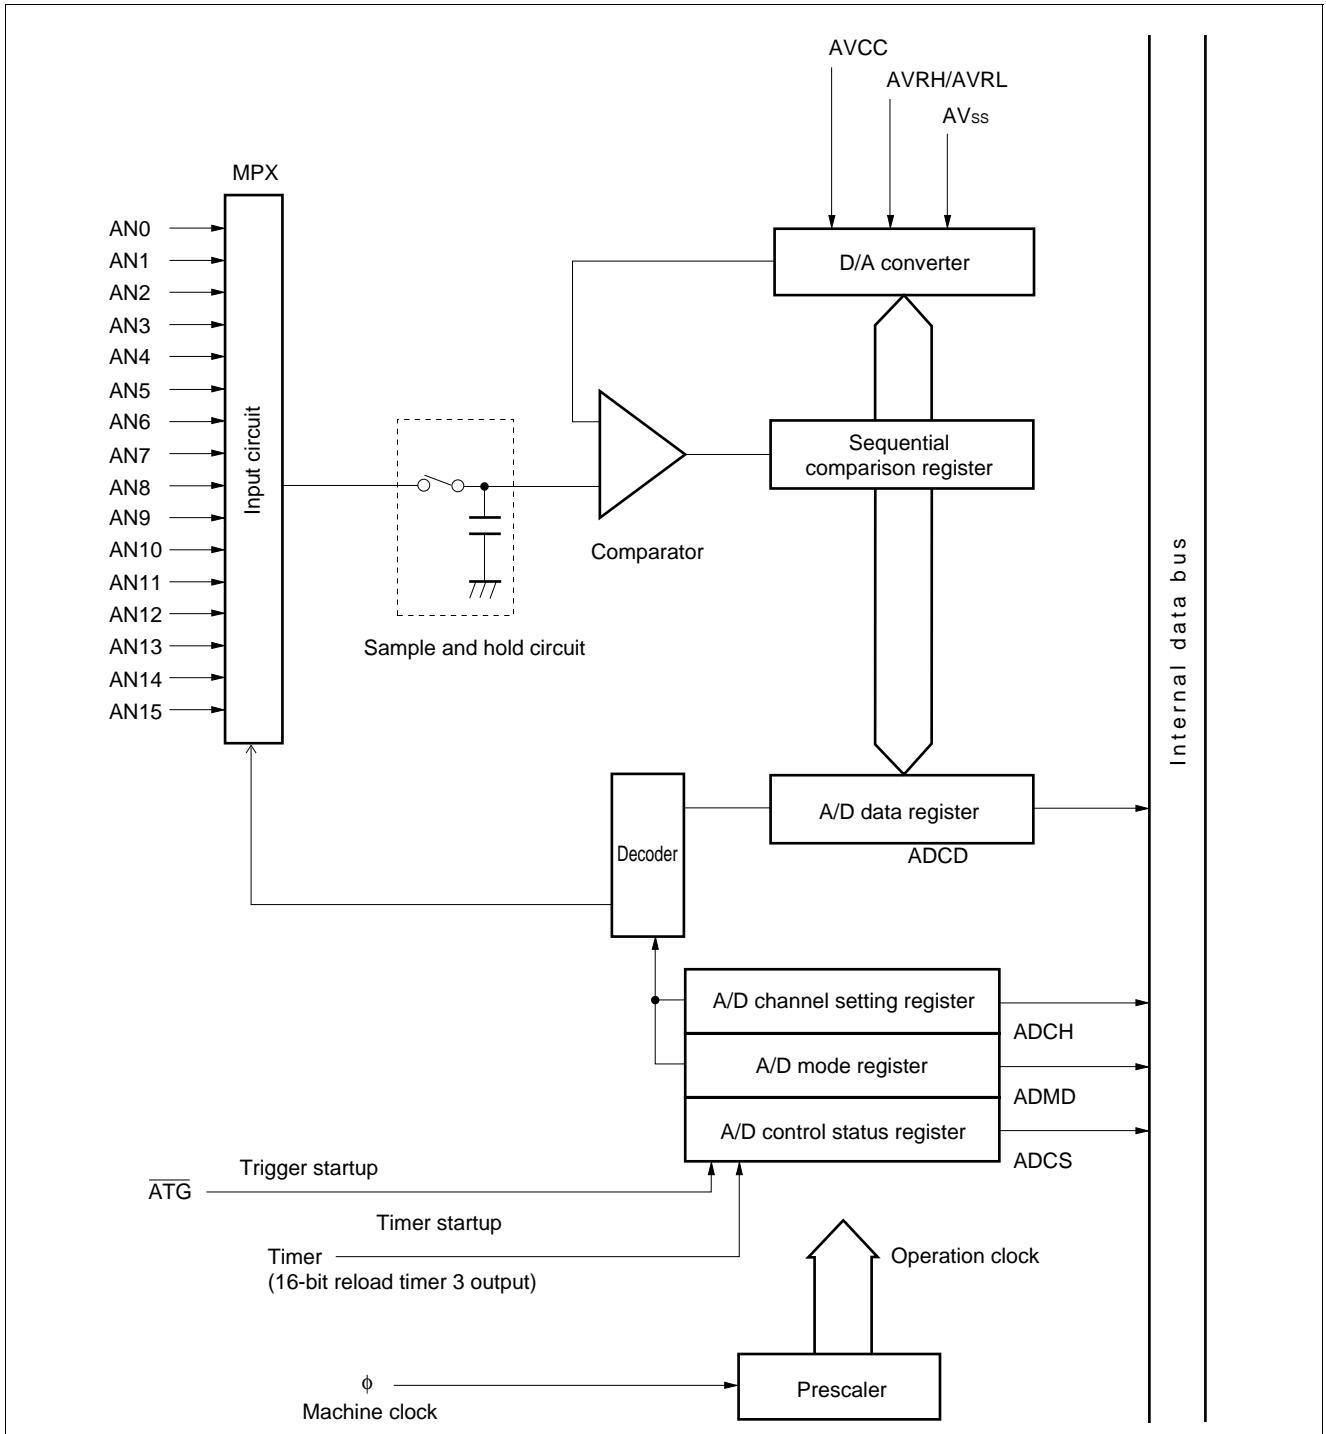 AVCC
AVRH/AVRL
AVss
MPX
AN0
AN1
AN2
AN3
AN4
AN5
AN6
AN7
AN8
AN9
AN10
AN11
AN12
AN13
AN14
AN15
Input circuit
D/A converter
Sequential
comparison register
Comparator
Sample and hold circuit
Internal data bus
A/D data register
ADCD
Decoder
A/D channel setting register
ADCH
A/D mode register
ADMD
A/D control status register
ADCS
Trigger startup
ATG
Timer startup
Timer
(16-bit reload timer 3 output)
Operation clock
ϕ
Machine clock
Prescaler